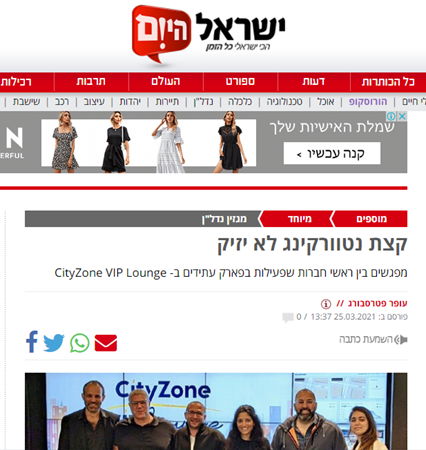 ישראל היום
הכי ישראלי כל הזמן
כל הכותרות דעות ספורט העולם תרבות רכילות
לי חיים | הורוסקופ | אוכל | טכנולוגיה | כלכלה | נדל"ן | תיירות | יהדות | עיצוב | רכב | שישבת |
שמלת האישיות שלך
קנה עכשיו >
N
ERFUL
מוספים מיוחד מגזין נדל"ן
קצת נטוורקינג לא יזיק
מפגשים בין ראשי חברות שפעילות בפארק עתידים ב- CityZone VIP Lounge
עופר פטרסבורג //
פורסם ב: 25.03.2021 13:37 / 0
השמעת כתבה
CityZone